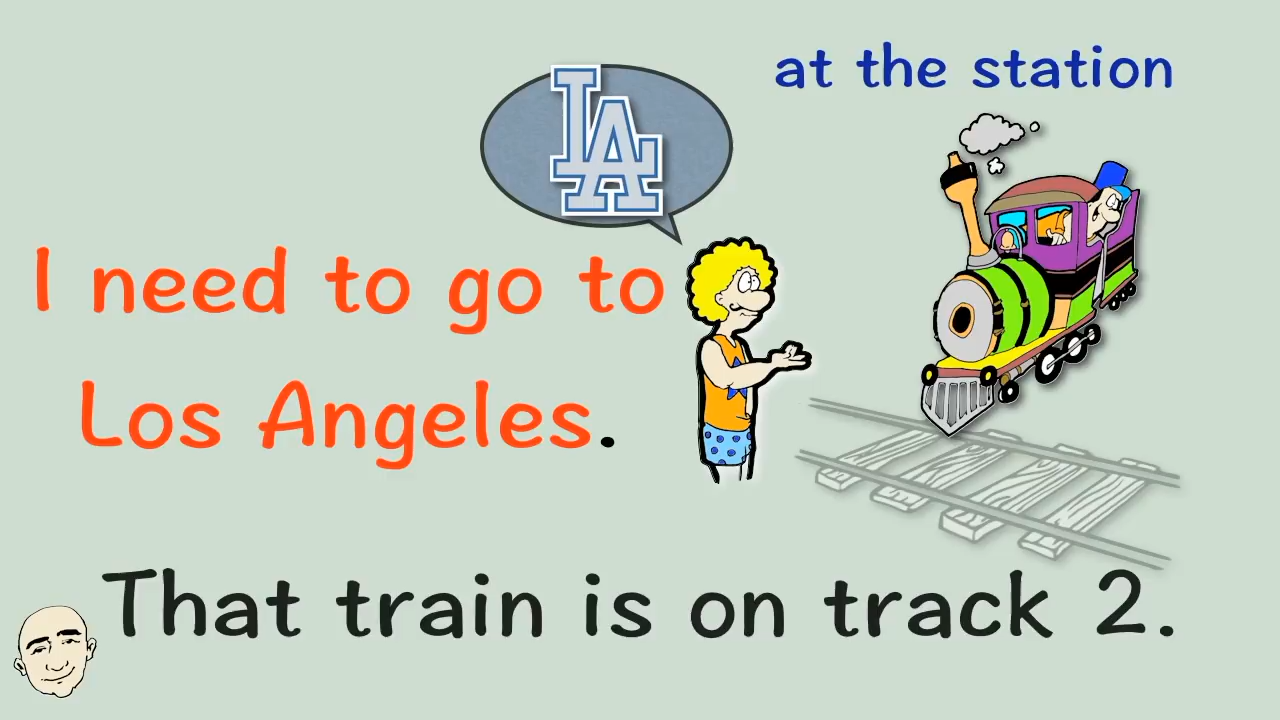 at the station
LA
I need to go to
Los Angeles.
That train is on track 2.